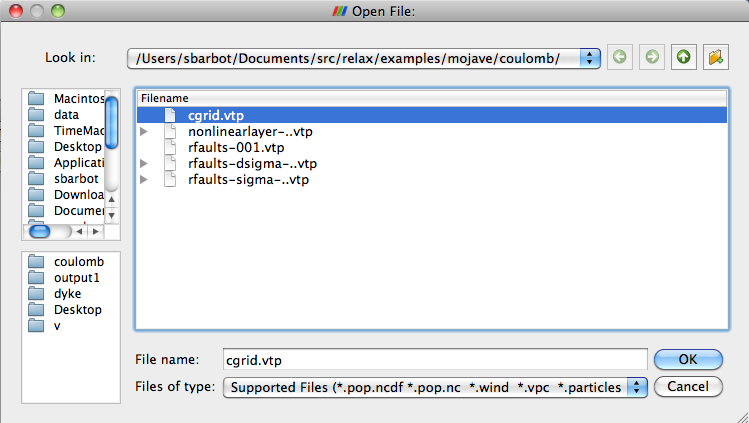 Open File:
Look in:
/Users/sbarbot/Documents/src/relax/examples/mojave/coulomb/
Macintos
data
TimeMac
Desktop
Applicati
sbarbot
Downloa
Documen
Filename
cgrid.vtp
nonlinearlayer-..vtp
rfaults-001.vtp
rfaults-dsigma-..vtp
rfaults-sigma-..vtp
coulomb
output1
dyke
Desktop
v
File name:
cgrid.vtp
OK
Files of type:
Supported Files (*.pop.ncdf *.pop.nc *.wind *.vpc *.particles
Cancel